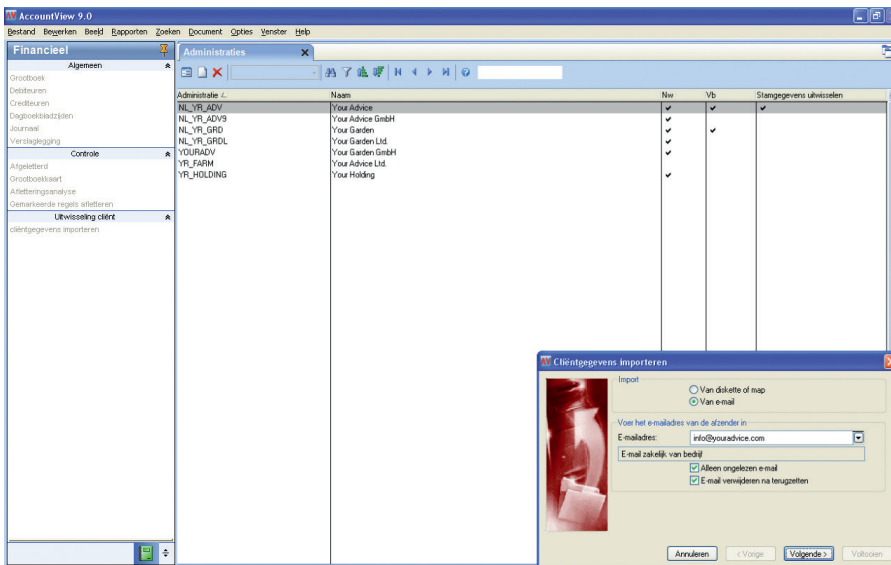 AccountView 9.0
Bestand Bewerken Beeld Rapporten Zoeken Document Opties Venster Help
Financieel
Algemeen
Grootboek
Debiteuren
Crediteuren
Dagboekbladzijden
Journaal
Verslaglegging
Controle
Afgeletterd
Grootboekkaart
Afletteringsanalyse
Gemarkeerde regels afletteren
Uitwisseling cliënt
cliëntgegevens importeren
Administraties
Administratie Naam Nw Vb Stamgegevens uitwisselen
NL_YR_ADV Your Advice
NL_YR_ADV9 Your Advice GmbH
NL_YR_GRD Your Garden
NL_YR_GRDL Your Garden Ltd.
YOURADV Your Garden GmbH
YR_FARM Your Advice Ltd.
YR_HOLDING Your Holding
Cliëntgegevens importeren
Import
Van diskette of map
Van e-mail
Voer het e-mailadres van de afzender in
E-mailadres: info@youradvice.com
E-mail zakelijk van bedrijf
Alleen ongelezen e-mail
E-mail verwijderen na terugzetten
Annuleren < Vorige Volgende > Voltooien